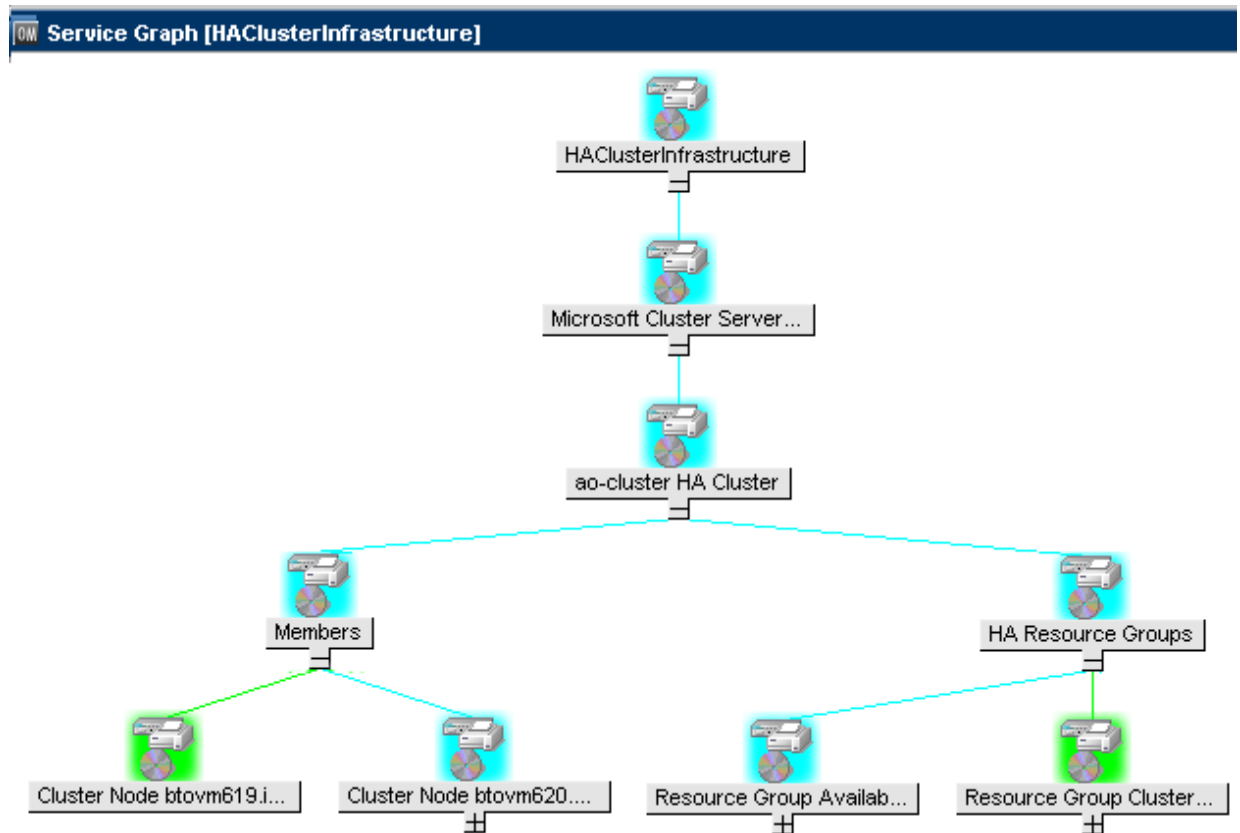 OM Service Graph [HAClusterInfrastructure]
HAClusterInfrastructure
Microsoft Cluster Server...
ao-cluster HA Cluster
Members
HA Resource Groups
Cluster Node btovm619.i...
Cluster Node btovm620....
Resource Group Availab...
Resource Group Cluster...